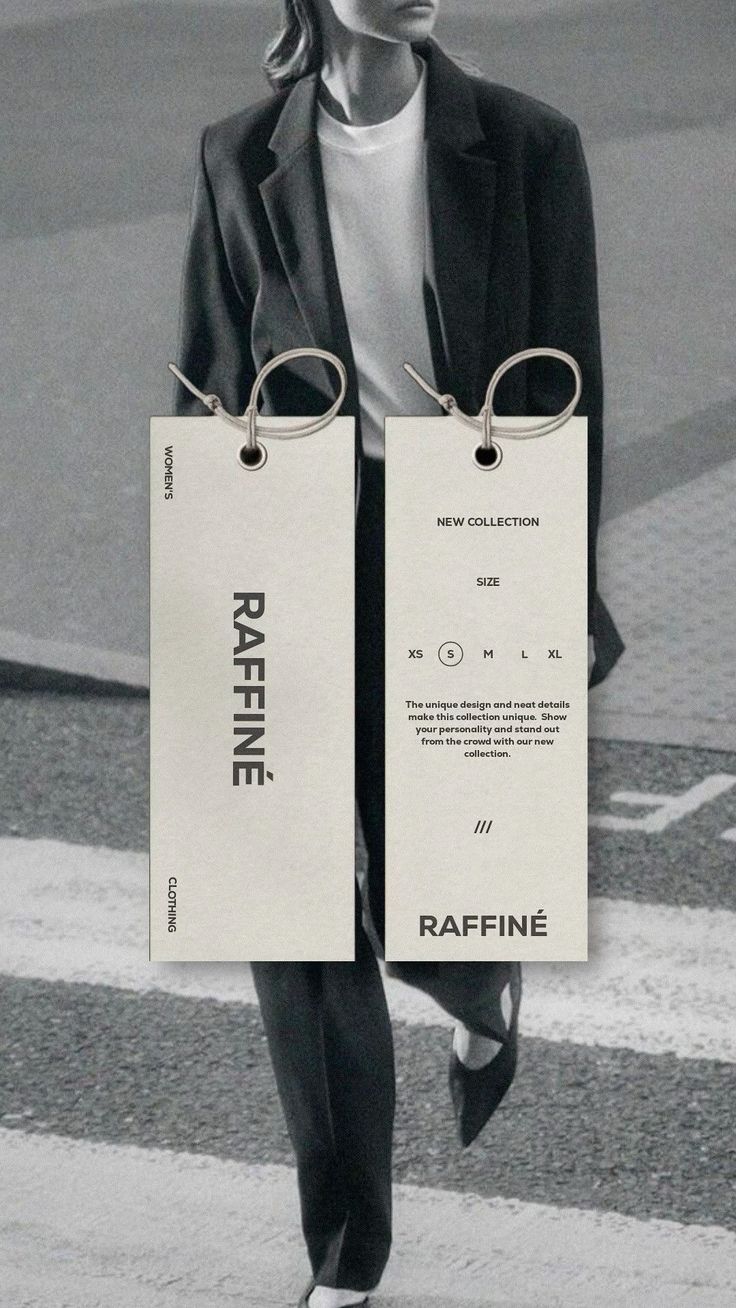 WOMEN'S
RAFFINÉ
CLOTHING
NEW COLLECTION
SIZE
XS S M L XL
The unique design and neat details
make this collection unique. Show
your personality and stand out
from the crowd with our new
collection.
///
RAFFINÉ